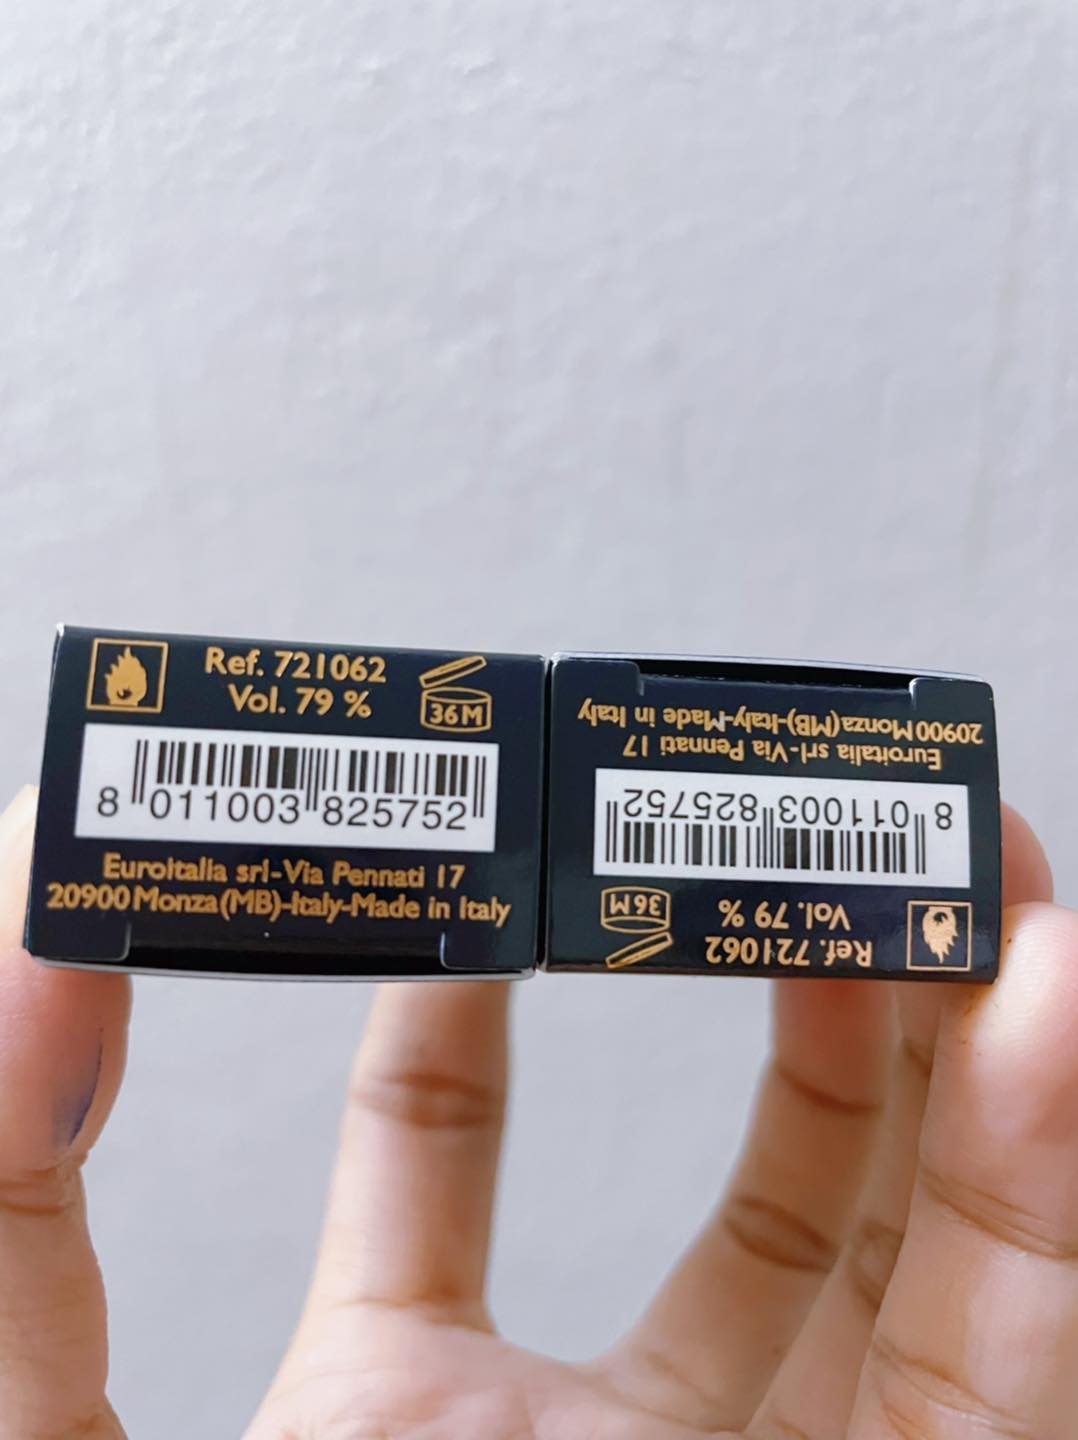 Ref. 721062
Vol. 79 %
36M
8 011003 825752
Euroitalia srl-Via Pennati 17
20900 Monza(MB)-Italy-Made in Italy
Ref. 721062
Vol. 79 %
36M
8 011003 825752
Euroitalia srl-Via Pennati 17
20900 Monza(MB)-Italy-Made in Italy